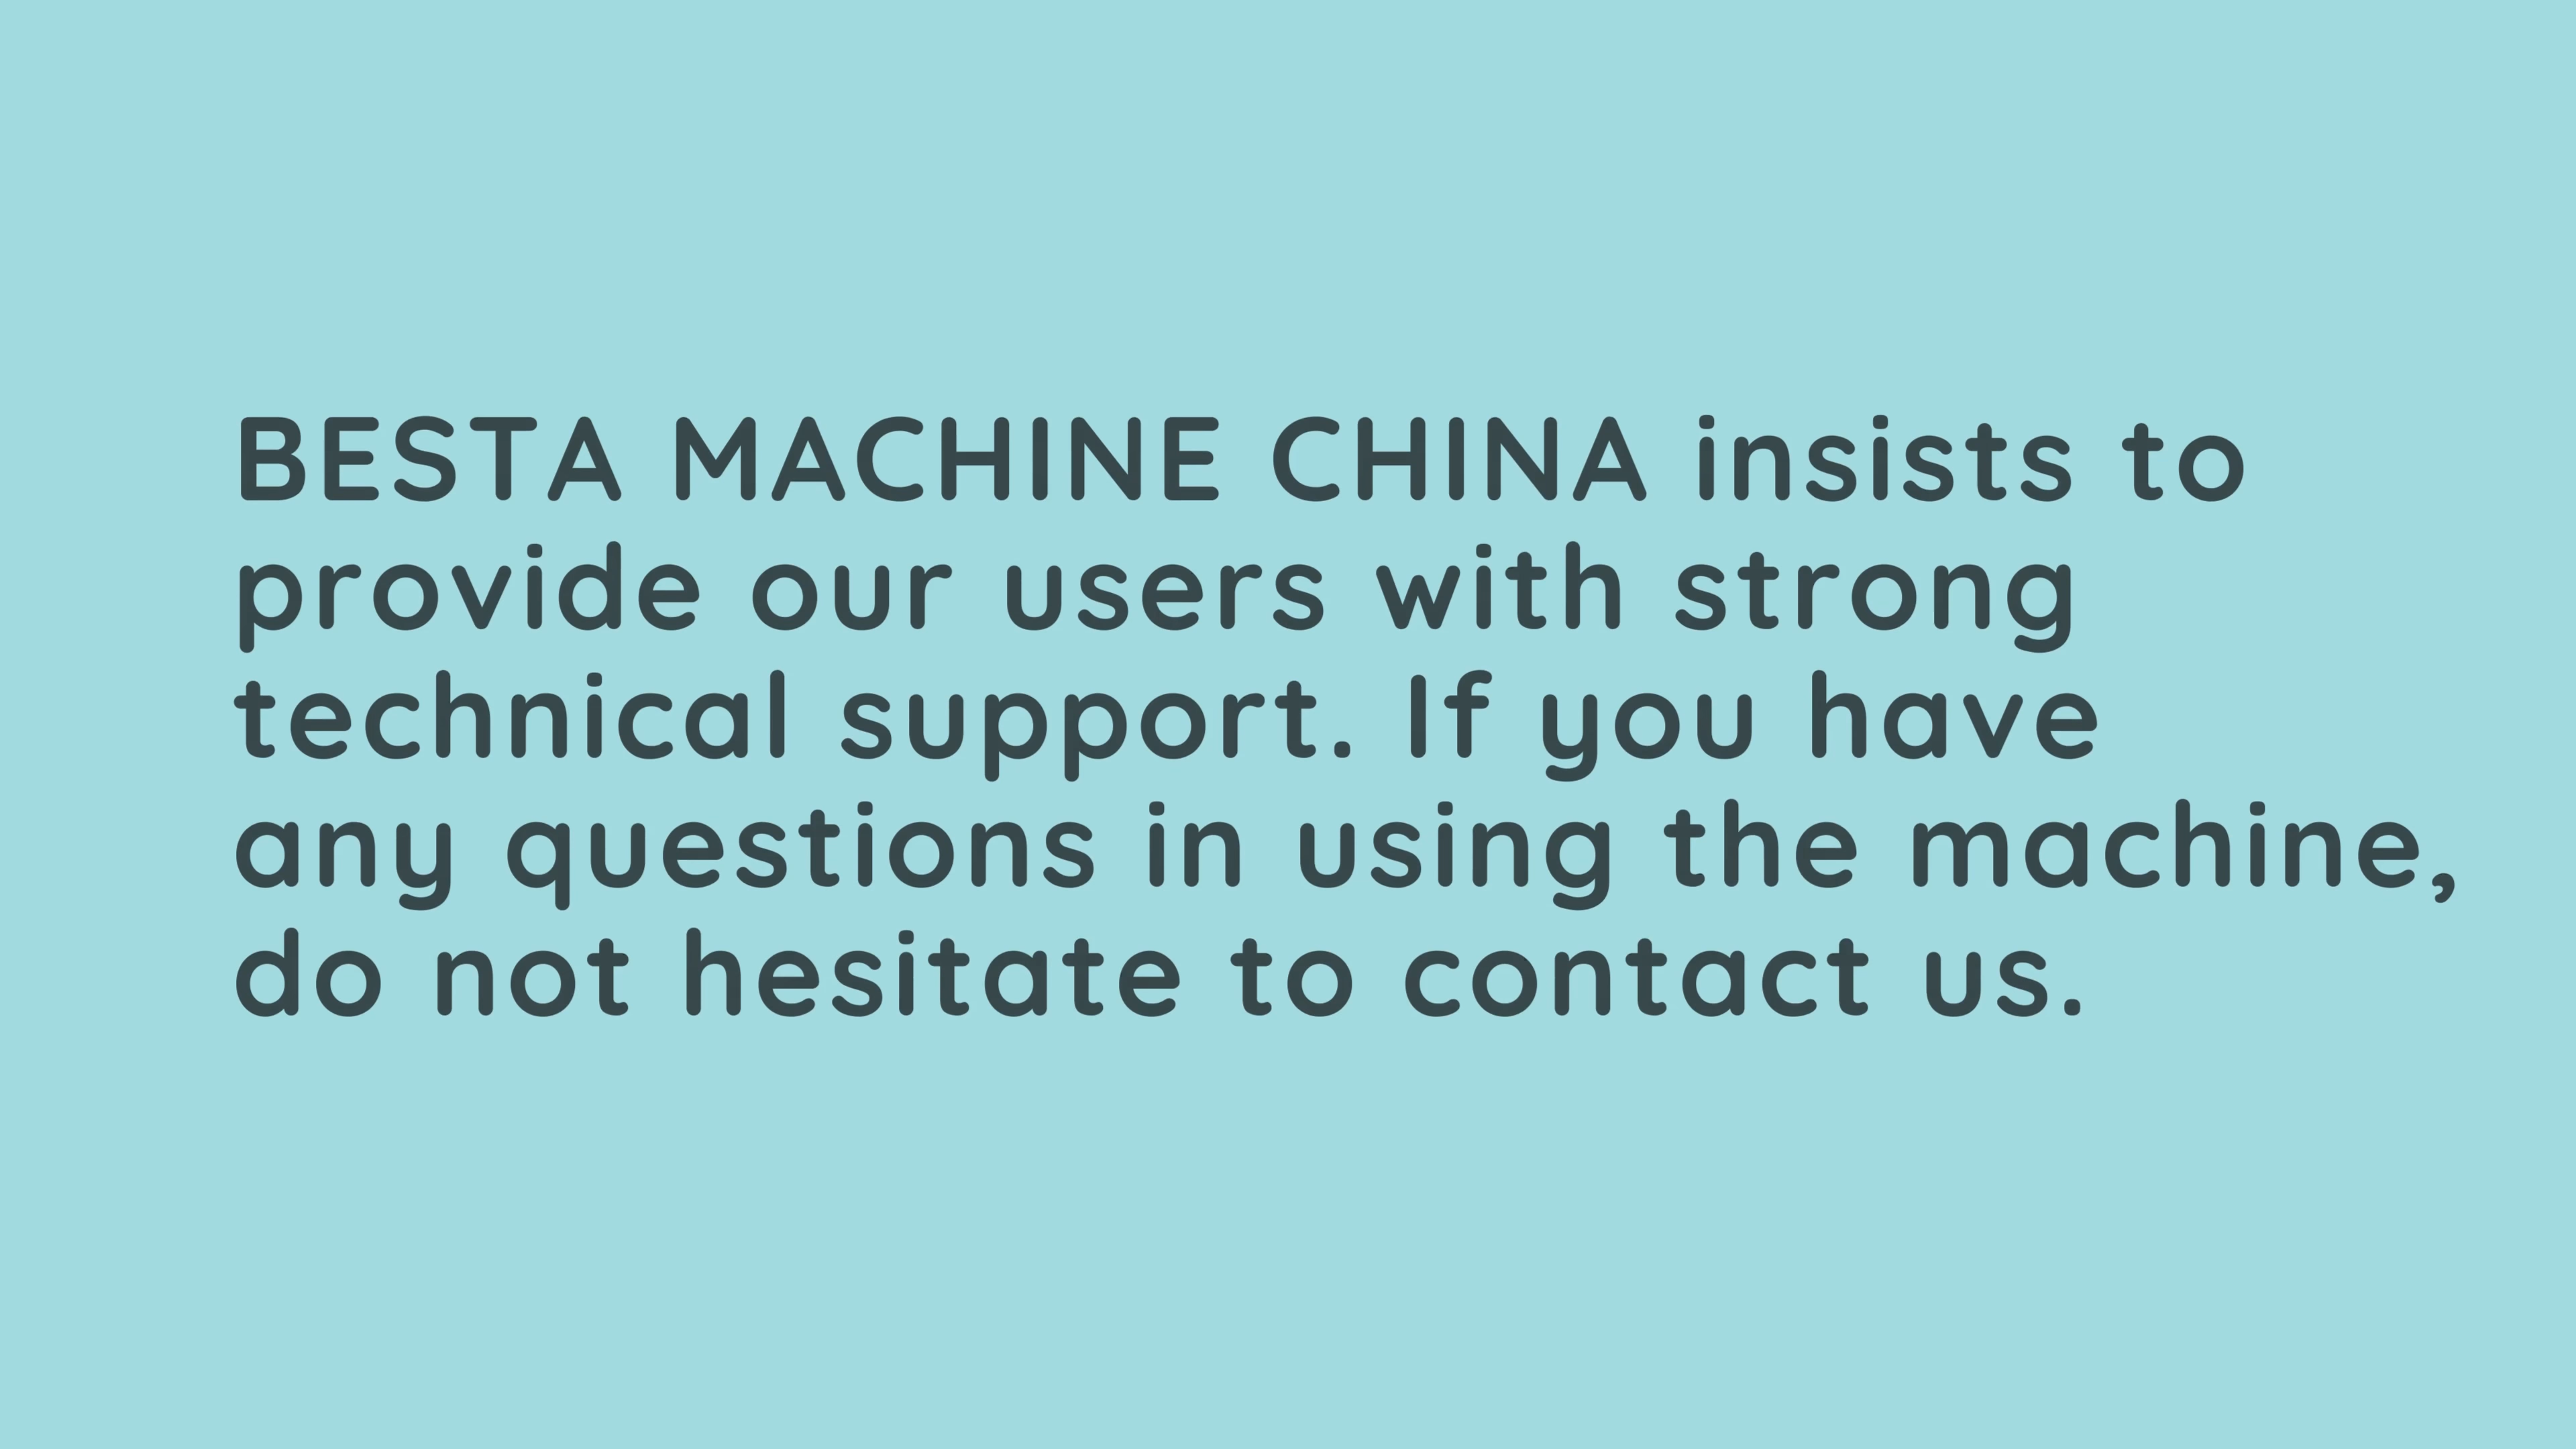 BESTA MACHINE CHINA insists to
provide our users with strong
technical support. If you have
any questions in using the machine,
do not hesitate to contact us.